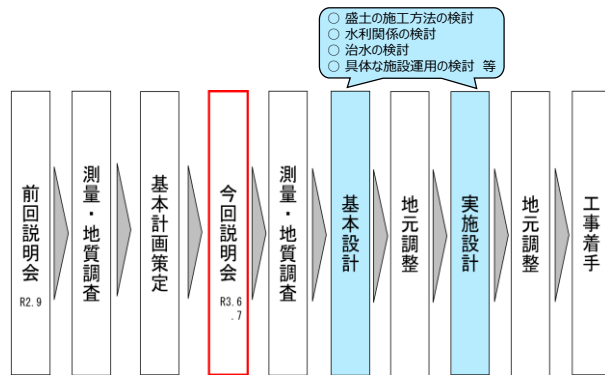 ○ 盛土の施工方法の検討
○ 水利関係の検討
○ 治水の検討
○ 具体な施設運用の検討 等
前回説明会
R2.9
測量・地質調査
基本計画策定
今回説明会
R3.6
.7
測量・地質調査
基本設計
地元調整
実施設計
地元調整
工事着手